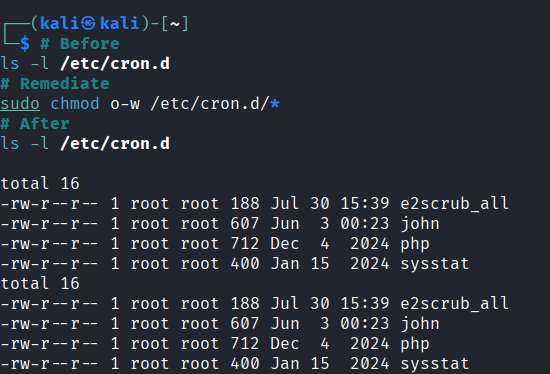 ┌──(kali㉿kali)-[~]
└─$ # Before
ls -l /etc/cron.d
# Remediate
sudo chmod o-w /etc/cron.d/*
# After
ls -l /etc/cron.d
total 16
-rw-r--r-- 1 root root 188 Jul 30 15:39 e2scrub_all
-rw-r--r-- 1 root root 607 Jun  3 00:23 john
-rw-r--r-- 1 root root 712 Dec  4  2024 php
-rw-r--r-- 1 root root 400 Jan 15  2024 sysstat
total 16
-rw-r--r-- 1 root root 188 Jul 30 15:39 e2scrub_all
-rw-r--r-- 1 root root 607 Jun  3 00:23 john
-rw-r--r-- 1 root root 712 Dec  4  2024 php
-rw-r--r-- 1 root root 400 Jan 15  2024 sysstat